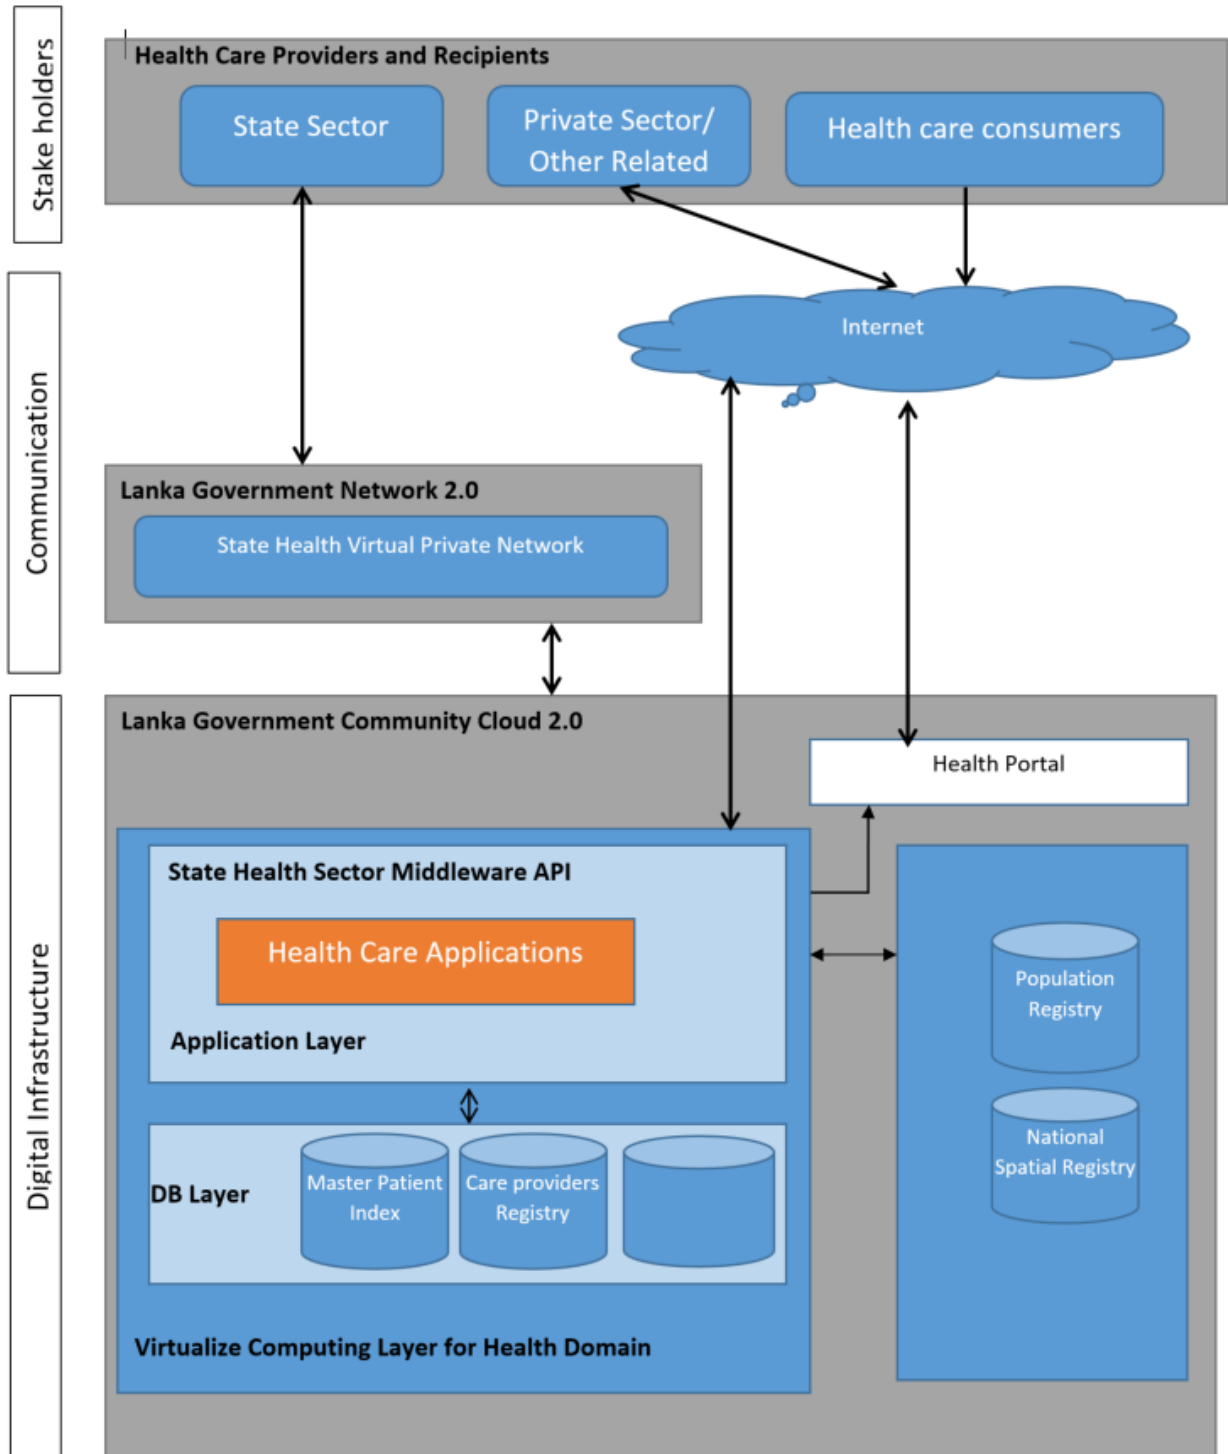 Stake holders
Health Care Providers and Recipients
State Sector
Private Sector/
Other Related
Health care consumers
Communication
Internet
Lanka Government Network 2.0
State Health Virtual Private Network
Digital Infrastructure
Lanka Government Community Cloud 2.0
Health Portal
State Health Sector Middleware API
Health Care Applications
Application Layer
Population
Registry
National
Spatial Registry
DB Layer
Master Patient
Index
Care providers
Registry
Virtualize Computing Layer for Health Domain